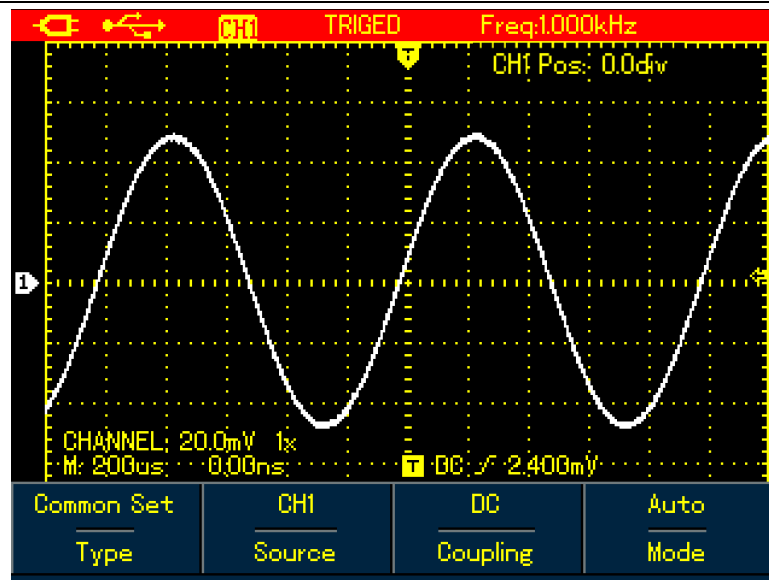 CH1 TRIGED Freq:1.000kHz
T
CH1 Pos: 0.0div
1
CHANNEL: 20.0mV 1x
M: 200us 0.00ns T DC 2.400mV
Common Set CH1 DC Auto
Type Source Coupling Mode